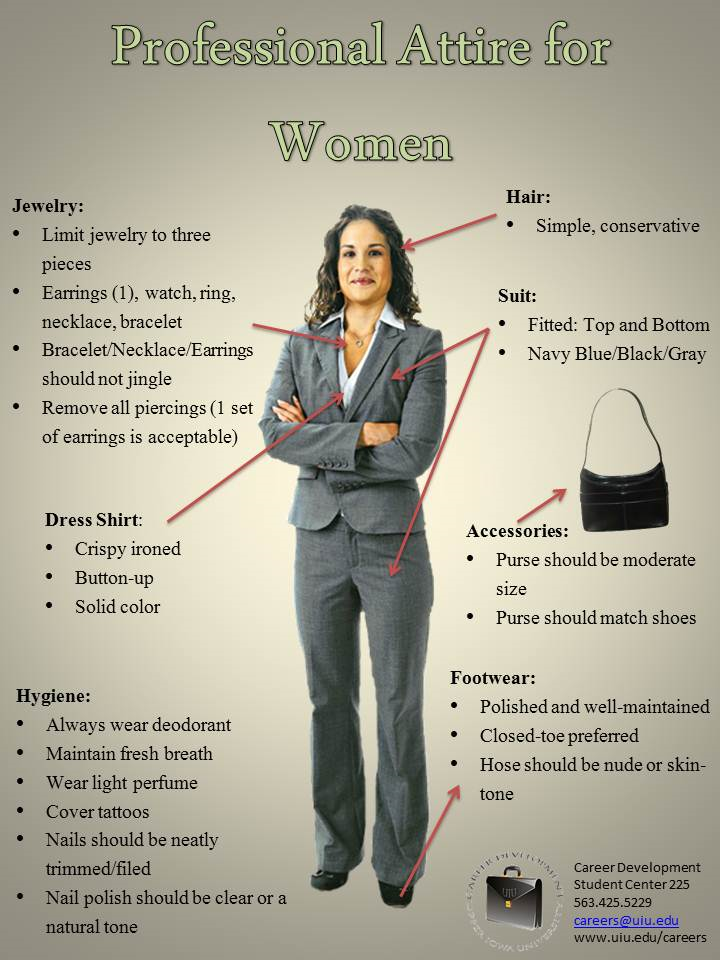 Professional Attire for
Women
Jewelry:
• Limit jewelry to three
pieces
• Earrings (1), watch, ring,
necklace, bracelet
• Bracelet/Necklace/Earrings
should not jingle
• Remove all piercings (1 set
of earrings is acceptable)
Hair:
• Simple, conservative
Suit:
• Fitted: Top and Bottom
• Navy Blue/Black/Gray
Dress Shirt:
• Crispy ironed
• Button-up
• Solid color
Accessories:
• Purse should be moderate
size
• Purse should match shoes
Hygiene:
• Always wear deodorant
• Maintain fresh breath
• Wear light perfume
• Cover tattoos
• Nails should be neatly
trimmed/filed
• Nail polish should be clear or a
natural tone
Footwear:
• Polished and well-maintained
• Closed-toe preferred
• Hose should be nude or skin-
tone
CAREER DEVELOPMENT
UIU
UPPER IOWA UNIVERSITY
Career Development
Student Center 225
563.425.5229
careers@uiu.edu
www.uiu.edu/careers